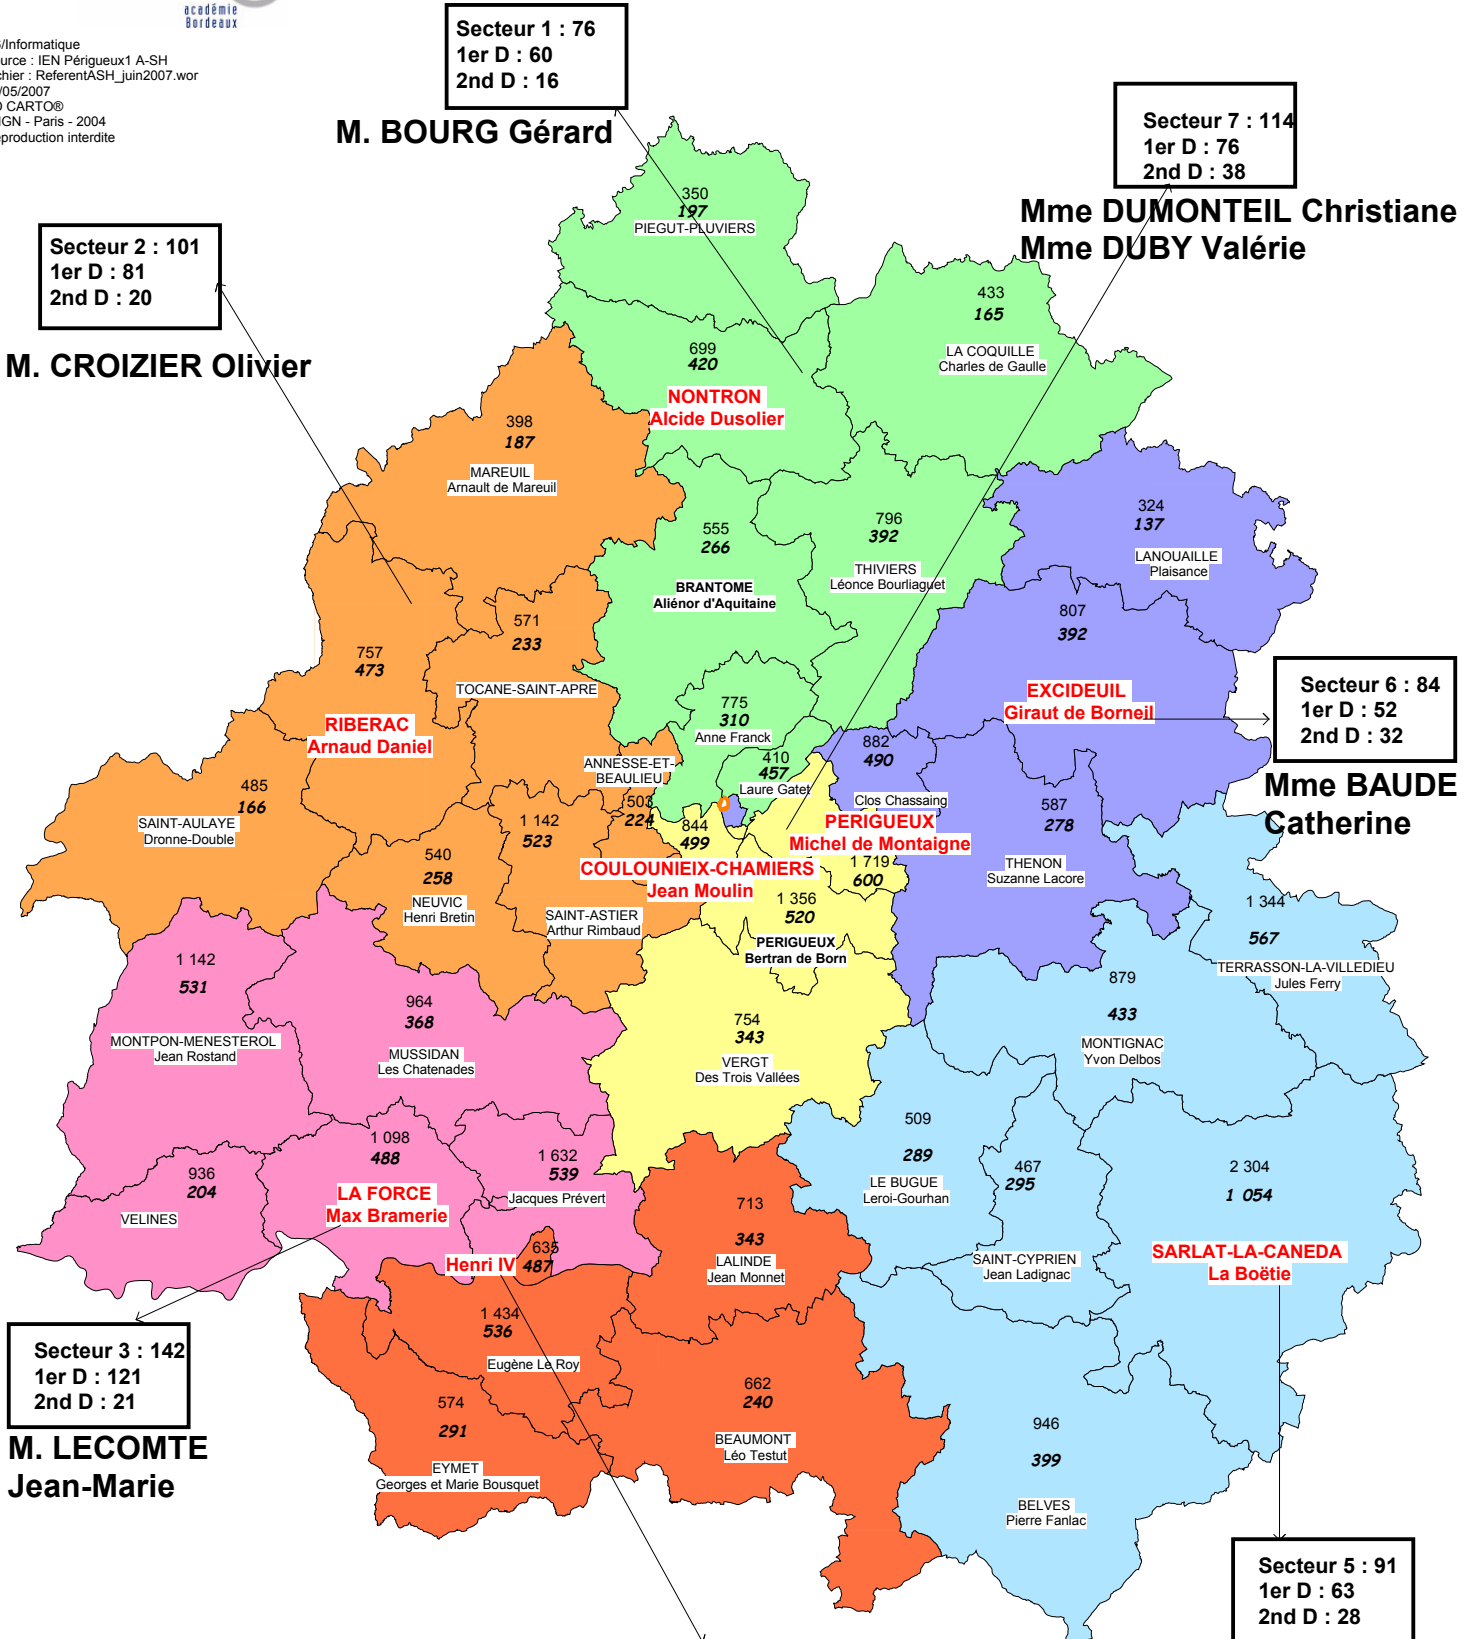 académie
Bordeaux
/Informatique
urce : IEN Périgueux1 A-SH
chier : ReferentASH_juin2007.wor
/05/2007
CARTO®
IGN - Paris - 2004
eproduction interdite
Secteur 1 : 76
1er D : 60
2nd D : 16
M. BOURG Gérard
Secteur 7 : 114
1er D : 76
2nd D : 38
Mme DUMONTEIL Christiane
Mme DUBY Valérie
Secteur 2 : 101
1er D : 81
2nd D : 20
M. CROIZIER Olivier
350
197
PIEGUT-PLUVIERS
433
165
LA COQUILLE
Charles de Gaulle
699
420
NONTRON
Alcide Dusolier
398
187
MAREUIL
Arnault de Mareuil
324
137
LANOUAILLE
Plaisance
555
266
BRANTOME
Aliénor d'Aquitaine
796
392
THIVIERS
Léonce Bourliaguet
807
392
EXCIDEUIL
Giraut de Borneil
571
233
TOCANE-SAINT-APRE
757
473
RIBERAC
Arnaud Daniel
775
310
Anne Franck
410
457
Laure Gatet
882
490
Clos Chassaing
Secteur 6 : 84
1er D : 52
2nd D : 32
Mme BAUDE
Catherine
485
166
SAINT-AULAYE
Dronne-Double
ANNESSE-ET-
BEAULIEU
503
224
1 142
523
SAINT-ASTIER
Arthur Rimbaud
844
499
COULOUNIEIX-CHAMIERS
Jean Moulin
PERIGUEUX
Michel de Montaigne
1 719
600
587
278
THENON
Suzanne Lacore
540
258
NEUVIC
Henri Bretin
1 356
520
PERIGUEUX
Bertran de Born
1 344
567
TERRASSON-LA-VILLEDIEU
Jules Ferry
1 142
531
MONTPON-MENESTEROL
Jean Rostand
964
368
MUSSIDAN
Les Chatenades
754
343
VERGT
Des Trois Vallées
879
433
MONTIGNAC
Yvon Delbos
509
289
LE BUGUE
Leroi-Gourhan
467
295
SAINT-CYPRIEN
Jean Ladignac
2 304
1 054
SARLAT-LA-CANEDA
La Boëtie
936
204
VELINES
1 098
488
LA FORCE
Max Bramerie
1 632
539
Jacques Prévert
713
343
LALINDE
Jean Monnet
Henri IV
635
487
1 434
536
Eugène Le Roy
Secteur 3 : 142
1er D : 121
2nd D : 21
M. LECOMTE
Jean-Marie
574
291
EYMET
Georges et Marie Bousquet
662
240
BEAUMONT
Léo Testut
946
399
BELVES
Pierre Fanlac
Secteur 5 : 91
1er D : 63
2nd D : 28